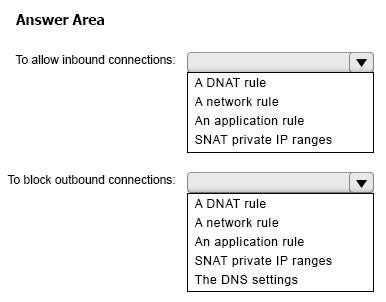 Answer Area
To allow inbound connections:
A DNAT rule
A network rule
An application rule
SNAT private IP ranges
To block outbound connections:
A DNAT rule
A network rule
An application rule
SNAT private IP ranges
The DNS settings